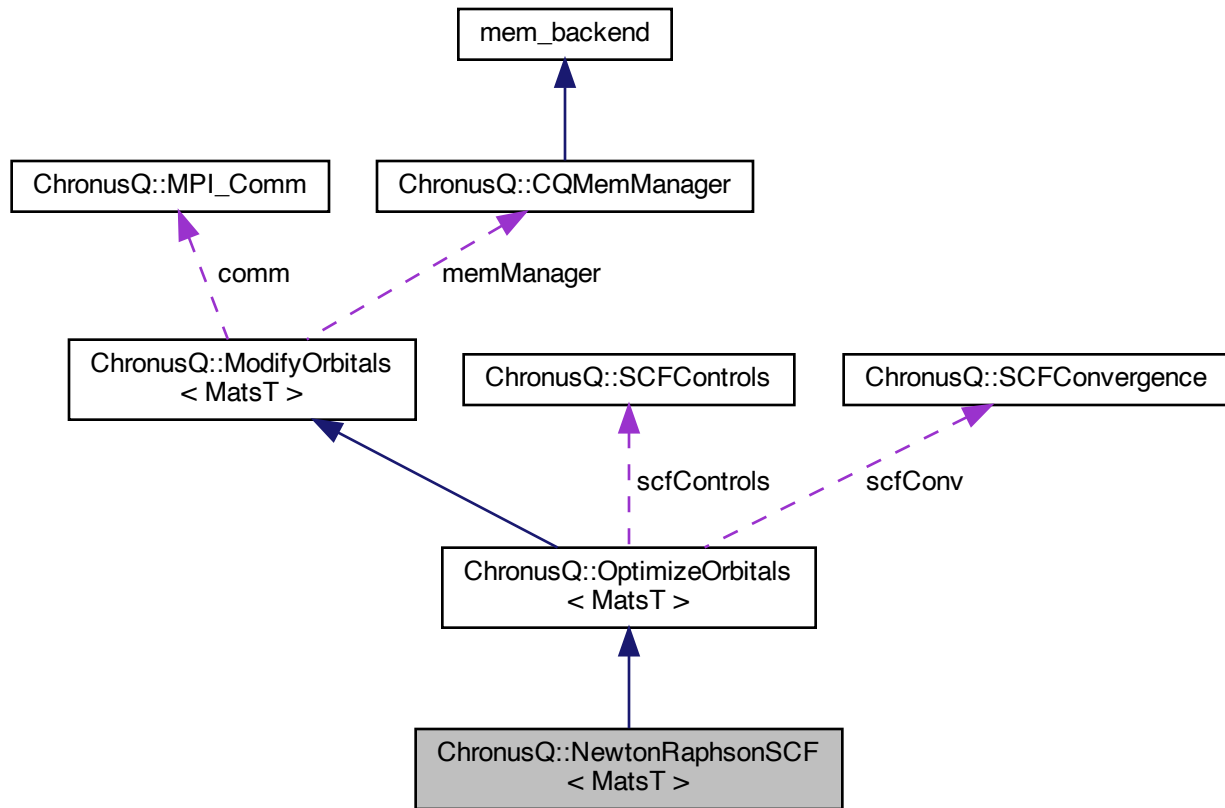 mem_backend
ChronusQ::MPI_Comm
ChronusQ::CQMemManager
comm
memManager
ChronusQ::ModifyOrbitals
< MatsT >
ChronusQ::SCFControls
ChronusQ::SCFConvergence
scfControls
scfConv
ChronusQ::OptimizeOrbitals
< MatsT >
ChronusQ::NewtonRaphsonSCF
< MatsT >